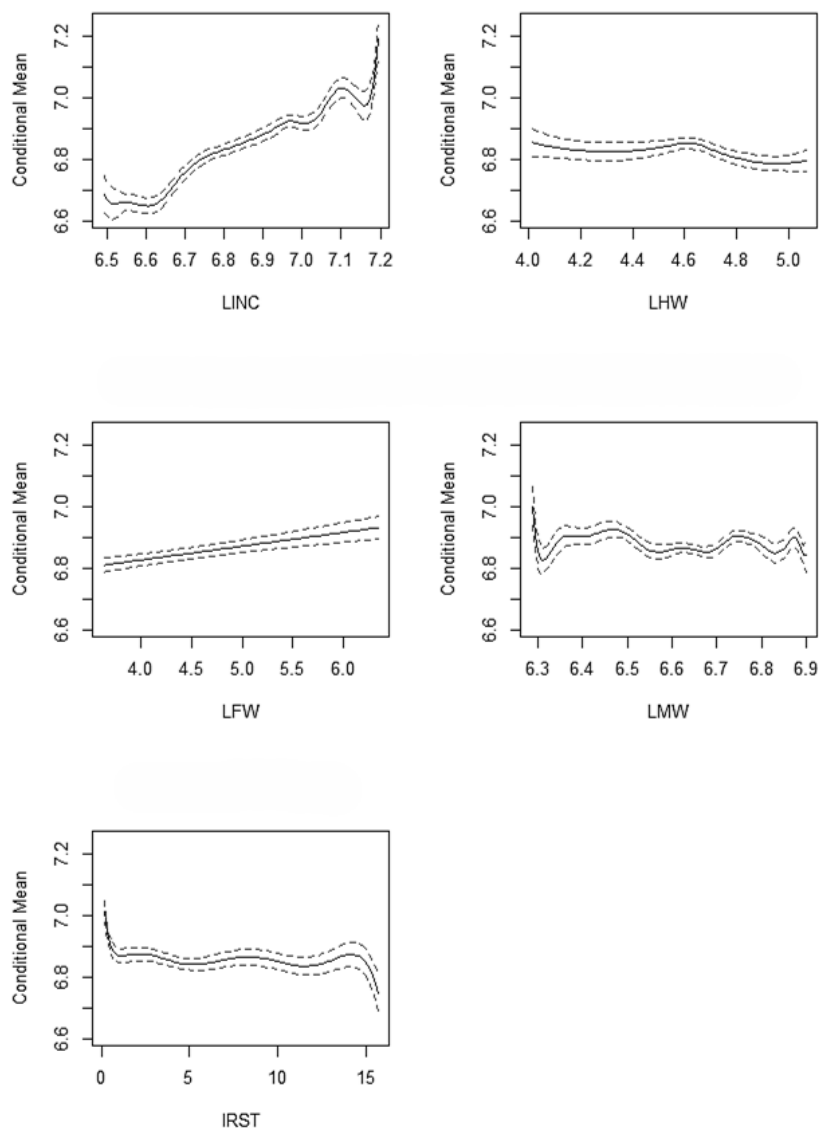 Conditional Mean
7.2
7.0
6.8
6.6
6.5 6.6 6.7 6.8 6.9 7.0 7.1 7.2
LINC
Conditional Mean
7.2
7.0
6.8
6.6
4.0 4.2 4.4 4.6 4.8 5.0
LHW
Conditional Mean
7.2
7.0
6.8
6.6
4.0 4.5 5.0 5.5 6.0
LFW
Conditional Mean
7.2
7.0
6.8
6.6
6.3 6.4 6.5 6.6 6.7 6.8 6.9
LMW
Conditional Mean
7.2
7.0
6.8
6.6
0 5 10 15
IRST